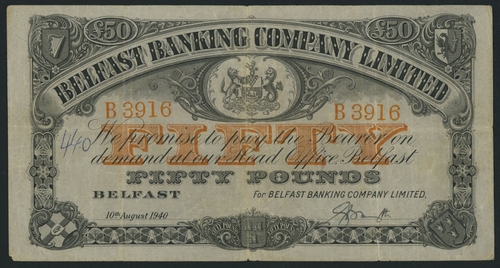 £50 £50
BELFAST BANKING COMPANY LIMITED
B 3916 B 3916
440
FIFTY
We promise to pay the Bearer on
demand at our Head Office, Belfast
FIFTY POUNDS
BELFAST For BELFAST BANKING COMPANY LIMITED,
10th August 1940